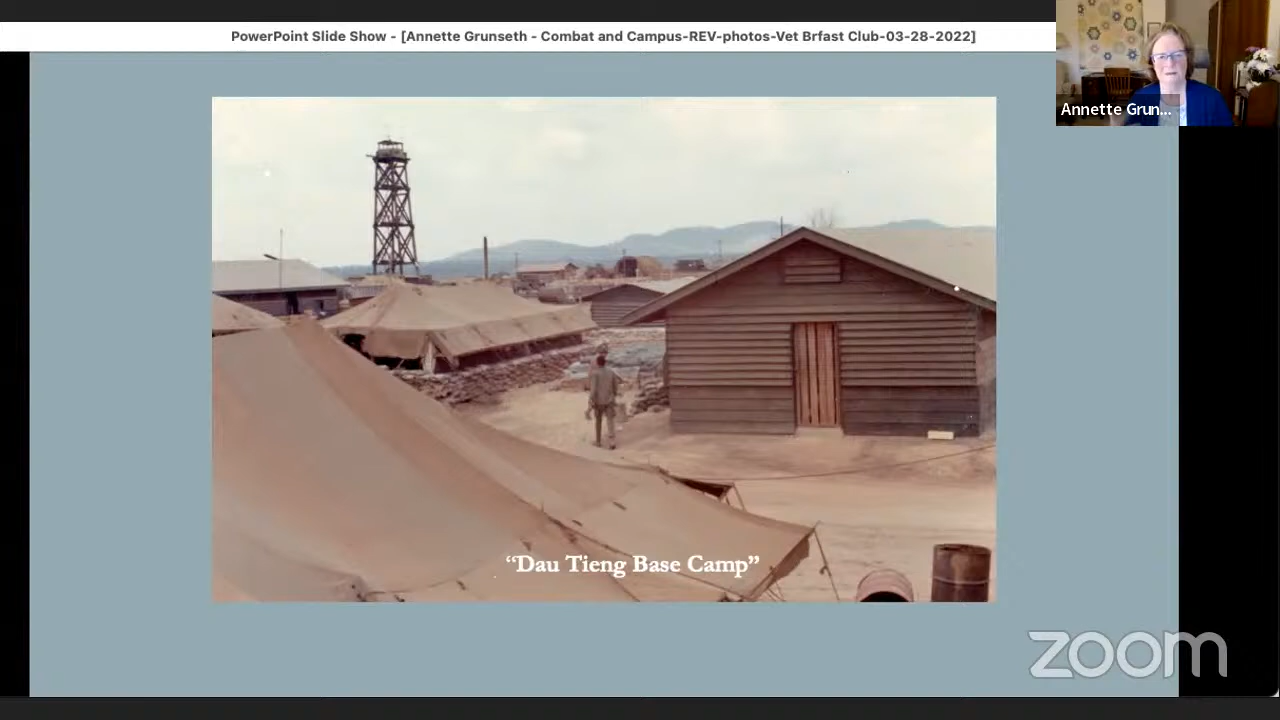 PowerPoint Slide Show - [Annette Grunseth - Combat and Campus-REV-photos-Vet Brfast Club-03-28-2022]
Annette Grun...
“Dau Tieng Base Camp”
zoom